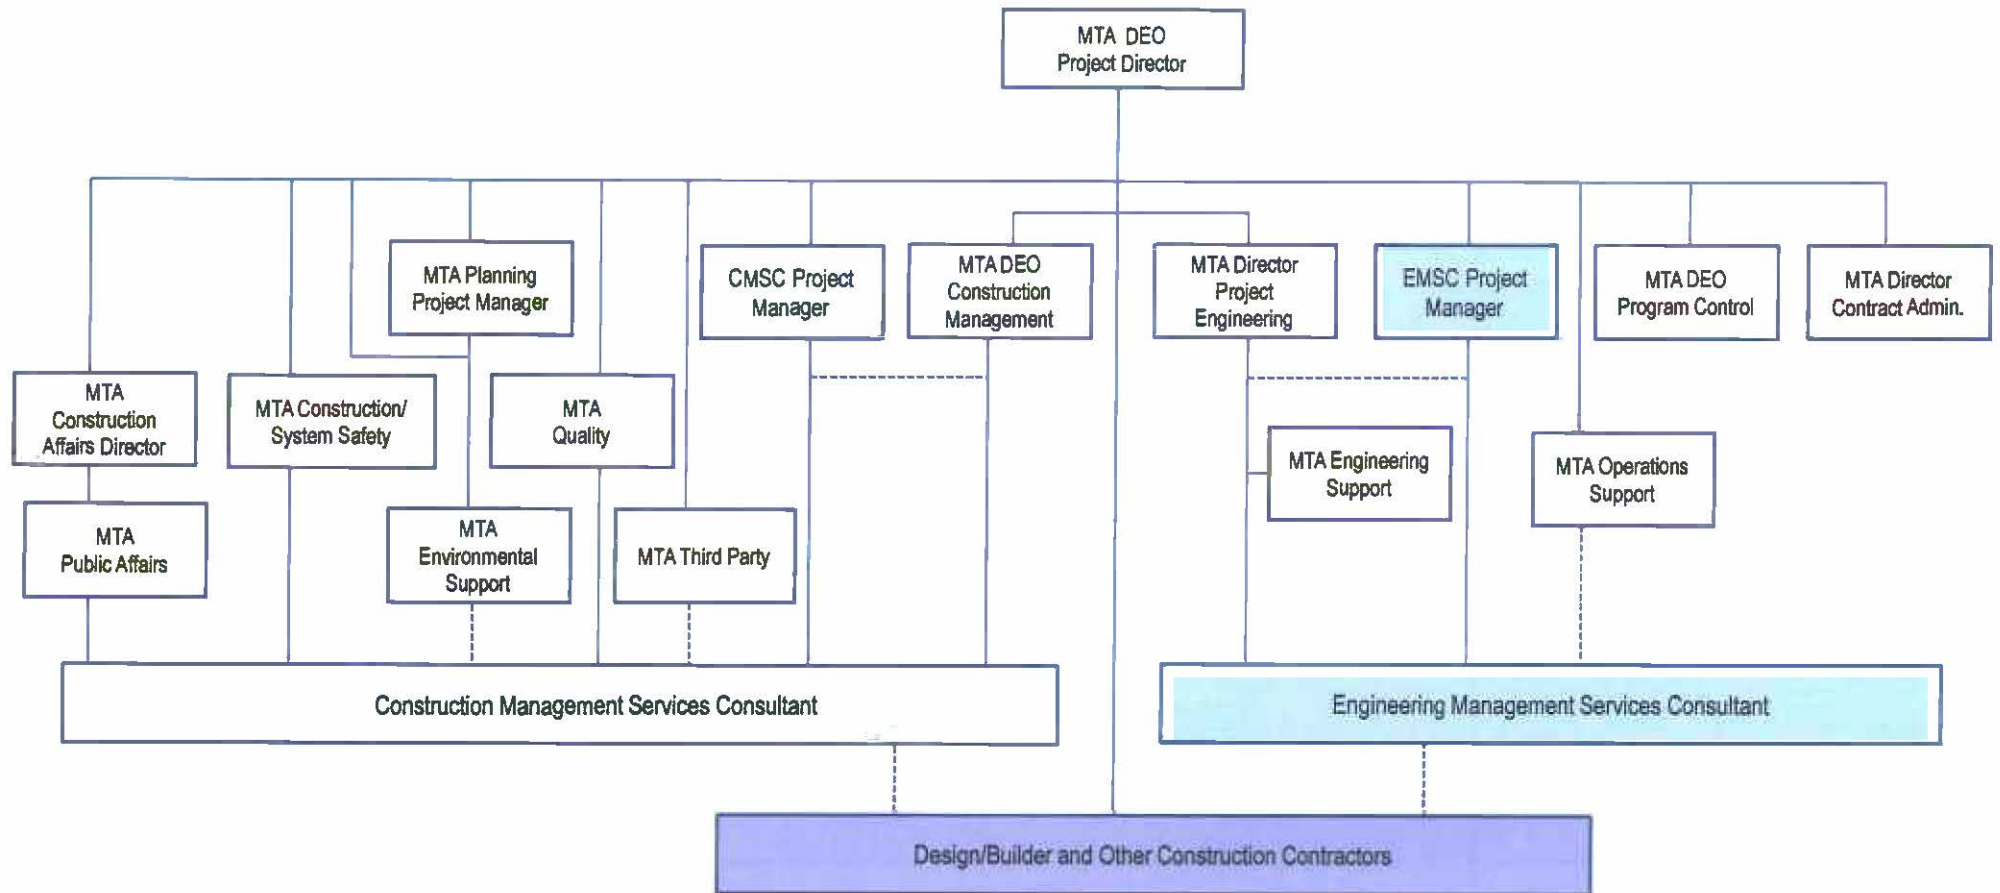 MTA DEO
Project Director
MTA Planning
Project Manager
CMSC Project
Manager
MTA DEO
Construction
Management
MTA Director
Project
Engineering
EMSC Project
Manager
MTA DEO
Program Control
MTA Director
Contract Admin.
MTA
Construction
Affairs Director
MTA Construction/
System Safety
MTA
Quality
MTA Engineering
Support
MTA Operations
Support
MTA
Public Affairs
MTA
Environmental
Support
MTA Third Party
Construction Management Services Consultant
Engineering Management Services Consultant
Design/Builder and Other Construction Contractors